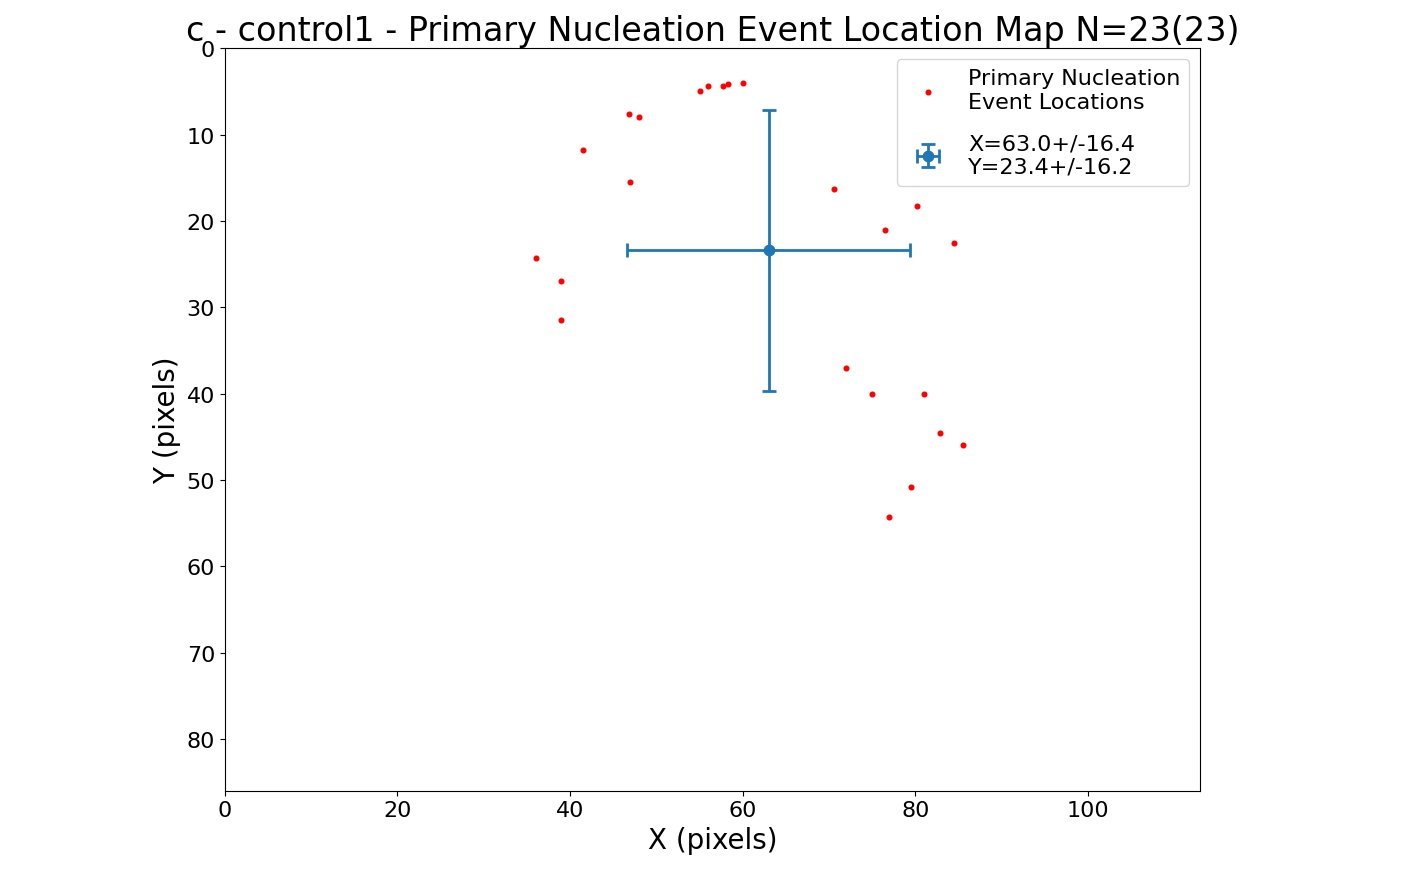 c - control1 - Primary Nucleation Event Location Map N=23(23)
Primary Nucleation
Event Locations
X=63.0+/-16.4
Y=23.4+/-16.2
0
10
20
30
40
50
60
70
80
Y (pixels)
0 20 40 60 80 100
X (pixels)